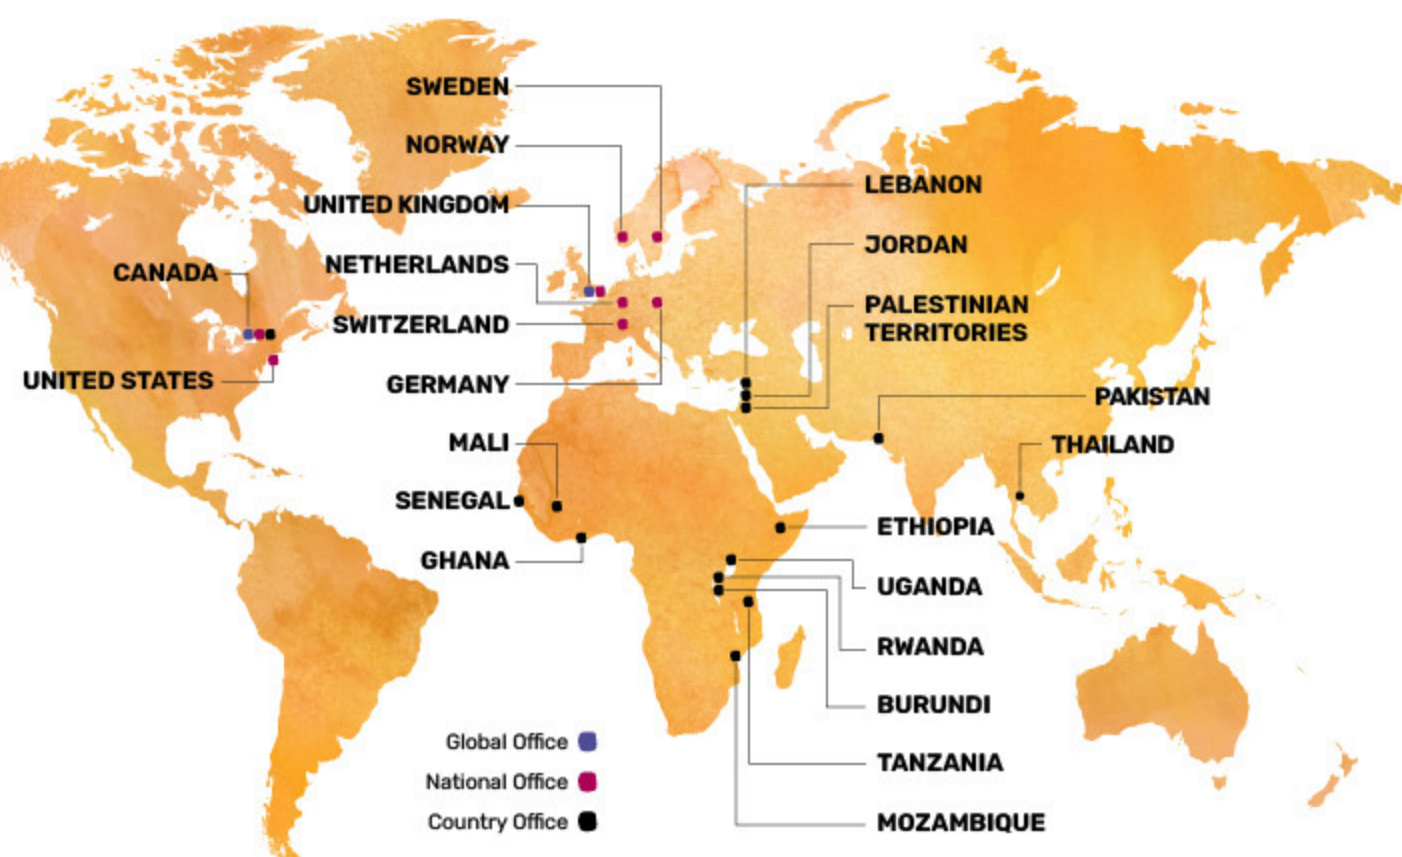 SWEDEN
NORWAY
UNITED KINGDOM
NETHERLANDS
CANADA
SWITZERLAND
UNITED STATES
GERMANY
MALI
SENEGAL
GHANA
LEBANON
JORDAN
PALESTINIAN
TERRITORIES
PAKISTAN
THAILAND
ETHIOPIA
UGANDA
RWANDA
BURUNDI
TANZANIA
MOZAMBIQUE
Global Office
National Office
Country Office